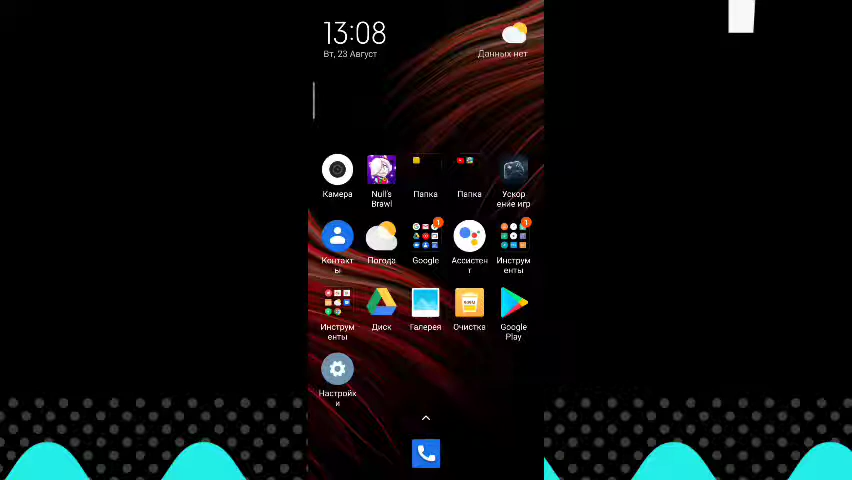 13:08
Вт, 23 Август
Данных нет
Камера
Null's
Brawl
Папка
Папка
Ускор
ение игр
Контакт
ы
Погода
Google
Ассистен
т
Инструм
енты
Инструм
енты
Диск
Галерея
Очистка
Google
Play
Настройк
и